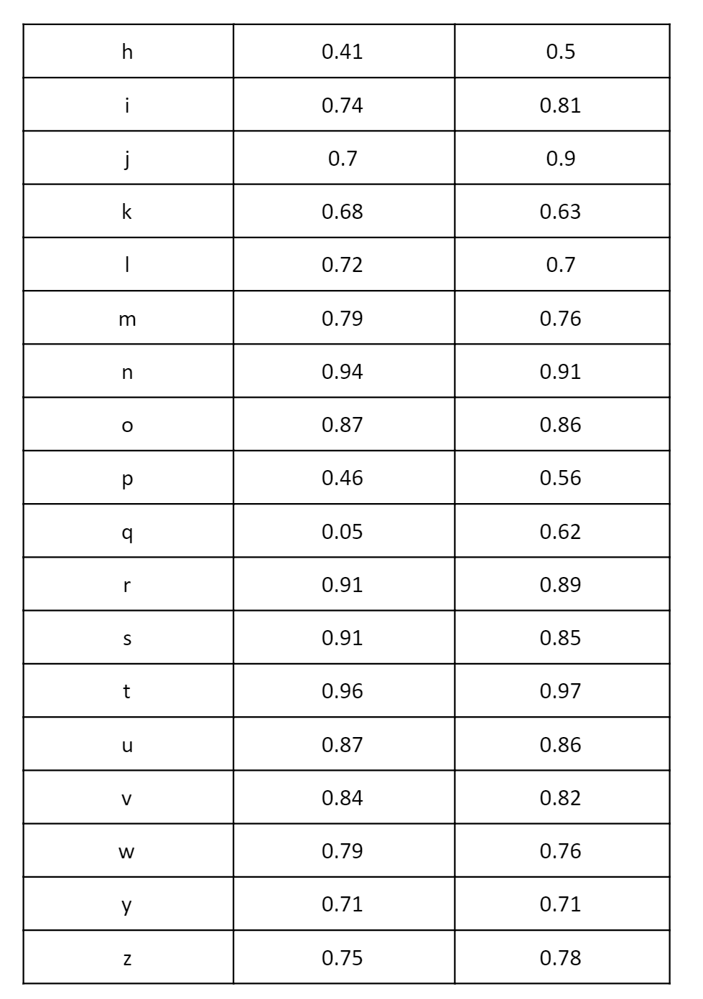 h 0.41 0.5
i 0.74 0.81
j 0.7 0.9
k 0.68 0.63
l 0.72 0.7
m 0.79 0.76
n 0.94 0.91
o 0.87 0.86
p 0.46 0.56
q 0.05 0.62
r 0.91 0.89
s 0.91 0.85
t 0.96 0.97
u 0.87 0.86
v 0.84 0.82
w 0.79 0.76
y 0.71 0.71
z 0.75 0.78